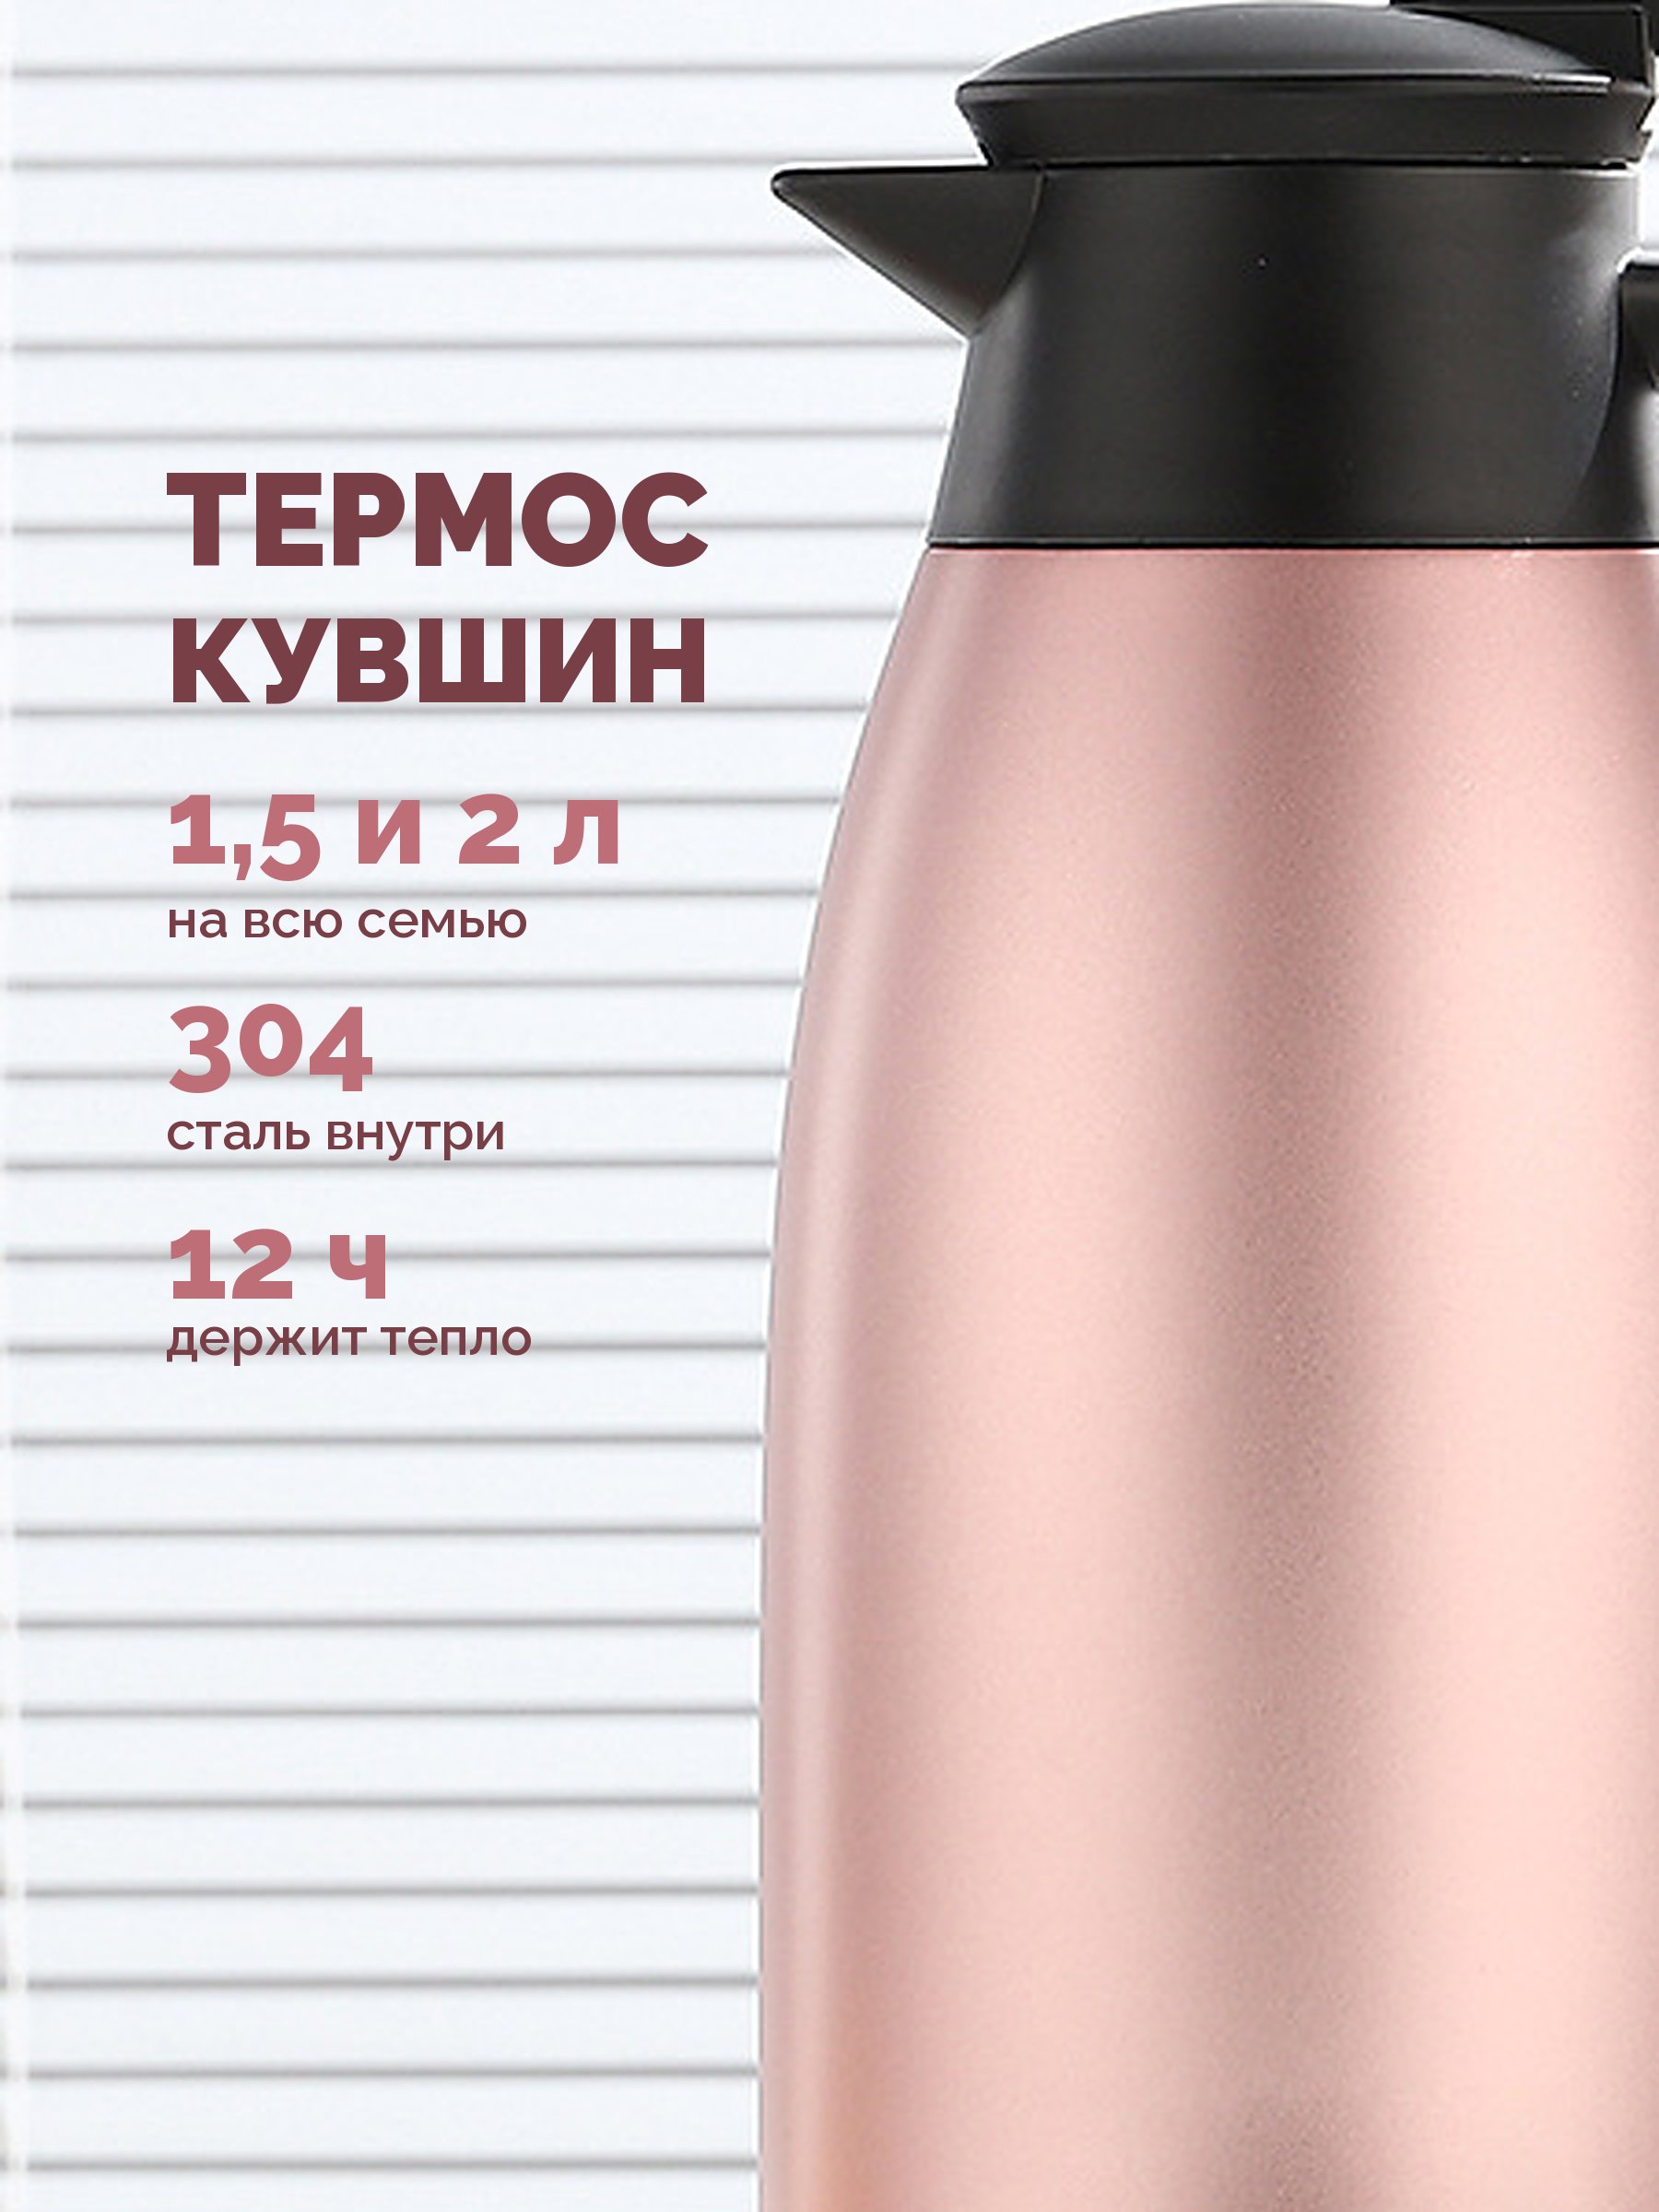 ТЕРМОС
КУВШИН
1,5 и 2 л
на всю семью
304
сталь внутри
12 ч
держит тепло